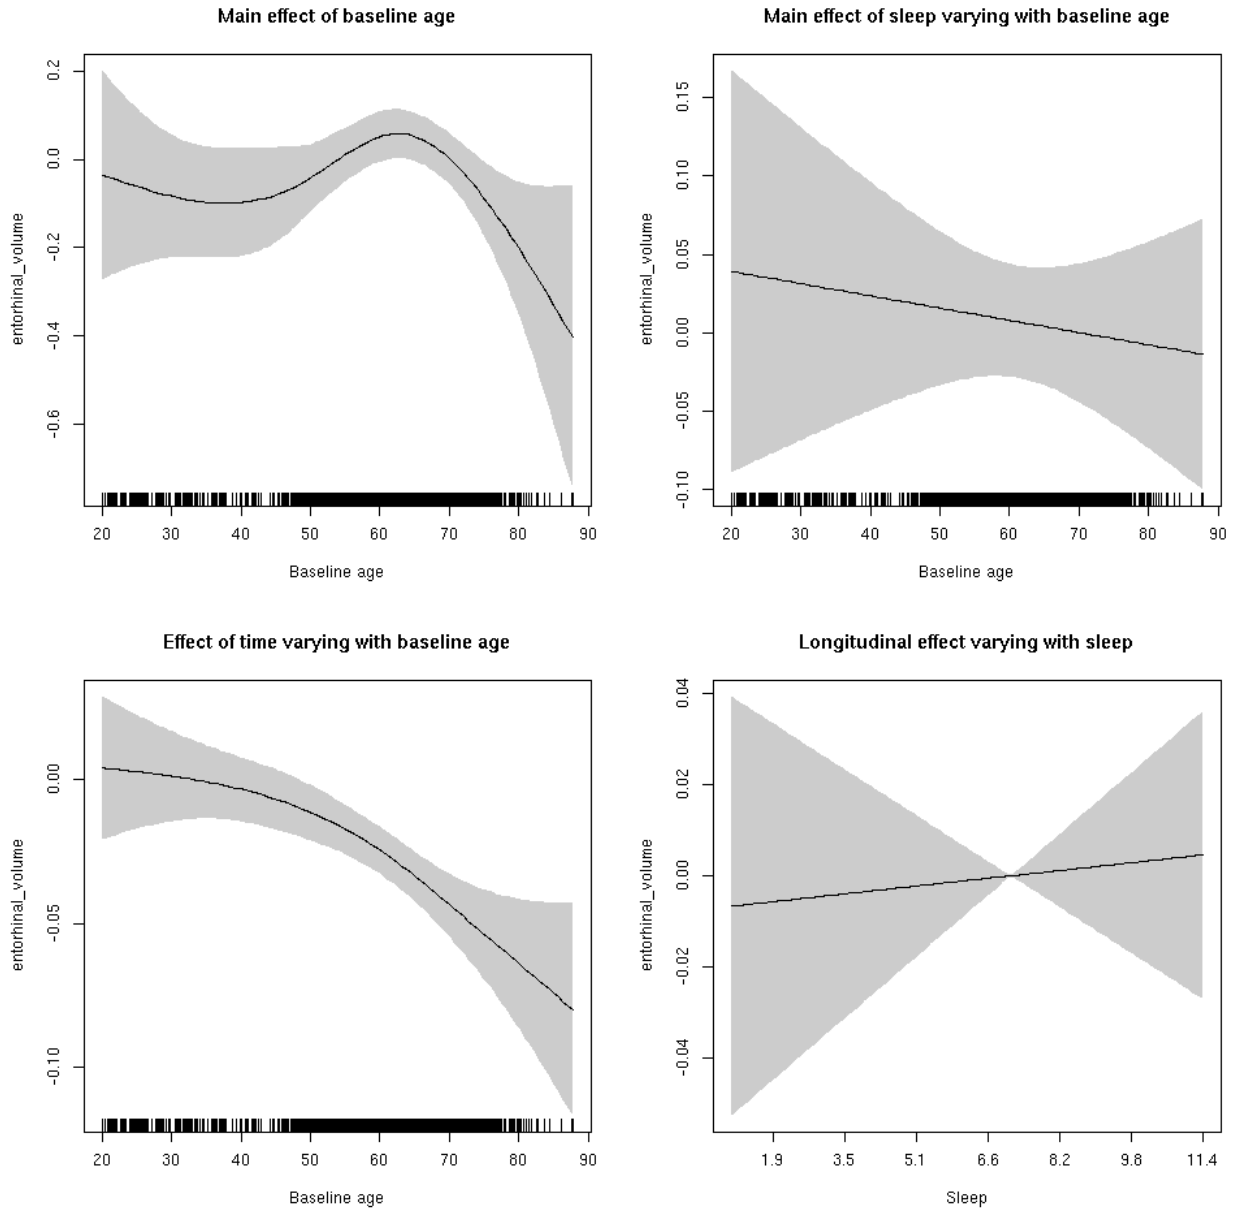 Main effect of baseline age
entorhinal_volume
0.2
0.0
-0.2
-0.4
-0.6
20 30 40 50 60 70 80 90
Baseline age
Main effect of sleep varying with baseline age
entorhinal_volume
0.15
0.10
0.05
0.00
-0.05
-0.10
20 30 40 50 60 70 80 90
Baseline age
Effect of time varying with baseline age
entorhinal_volume
0.00
-0.05
-0.10
20 30 40 50 60 70 80 90
Baseline age
Longitudinal effect varying with sleep
entorhinal_volume
0.04
0.02
0.00
-0.02
-0.04
1.9 3.5 5.1 6.6 8.2 9.8 11.4
Sleep